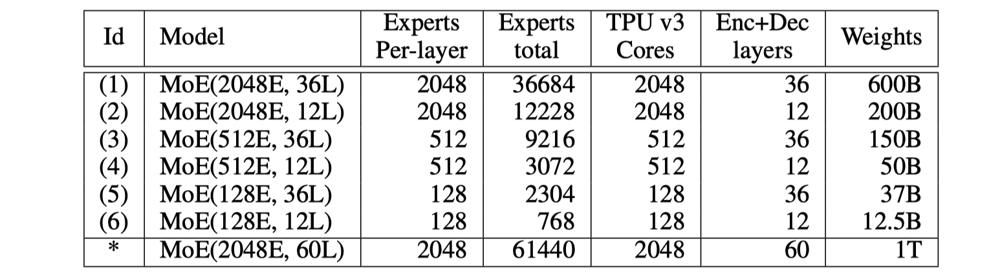 Id Model Experts Per-layer Experts total TPU v3 Cores Enc+Dec layers Weights
(1) MoE(2048E, 36L) 2048 36684 2048 36 600B
(2) MoE(2048E, 12L) 2048 12228 2048 12 200B
(3) MoE(512E, 36L) 512 9216 512 36 150B
(4) MoE(512E, 12L) 512 3072 512 12 50B
(5) MoE(128E, 36L) 128 2304 128 36 37B
(6) MoE(128E, 12L) 128 768 128 12 12.5B
* MoE(2048E, 60L) 2048 61440 2048 60 1T